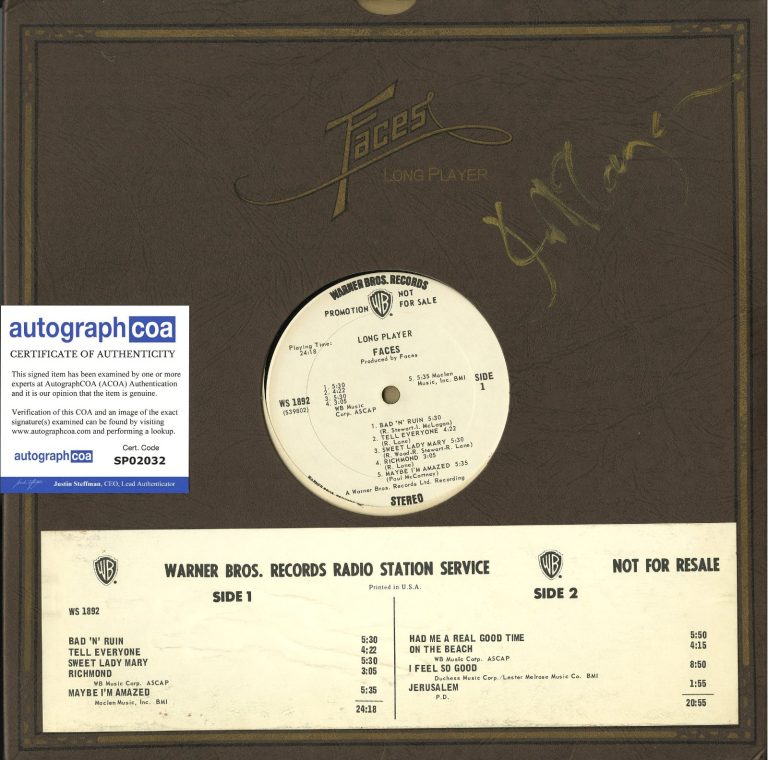 Faces
LONG PLAYER
WARNER BROS. RECORDS
PROMOTION NOT FOR SALE
WB
LONG PLAYER
FACES
Produced by Faces
Playing Time:
24:18
WS 1892
(S39802)
1. 5:30
2. 4:22
3. 5:30
4. 3:05
WB Music
Corp. ASCAP
5. 5:35 Maclen
Music, Inc. BMI
SIDE
1
1. BAD 'N' RUIN 5:30
(R. Stewart-I. McLagan)
2. TELL EVERYONE 4:22
(R. Lane)
3. SWEET LADY MARY 5:30
(R. Wood-R. Stewart-R. Lane)
4. RICHMOND 3:05
(R. Lane)
5. MAYBE I'M AMAZED 5:35
(Paul McCartney)
A Warner Bros. Records Ltd. Recording
STEREO
autograph coa
CERTIFICATE OF AUTHENTICITY
This signed item has been examined by one or more
experts at AutographCOA (ACOA) Authentication
and it is our opinion that the item is genuine.
Verification of this COA and an image of the exact
signature(s) examined can be found by visiting
www.autographcoa.com and performing a lookup.
autograph coa
Cert. Code
SP02032
Justin Steffman, CEO, Lead Authenticator
WB WARNER BROS. RECORDS RADIO STATION SERVICE WB NOT FOR RESALE
Printed in U.S.A.
SIDE 1
WS 1892
BAD 'N' RUIN 5:30
TELL EVERYONE 4:22
SWEET LADY MARY 5:30
RICHMOND 3:05
WB Music Corp. ASCAP
MAYBE I'M AMAZED 5:35
Maclen Music, Inc. BMI
24:18
SIDE 2
HAD ME A REAL GOOD TIME 5:50
ON THE BEACH 4:15
WB Music Corp. ASCAP
I FEEL SO GOOD 8:50
Duchess Music Corp./Lester Melrose Music Co. BMI
JERUSALEM 1:55
P.D.
20:55